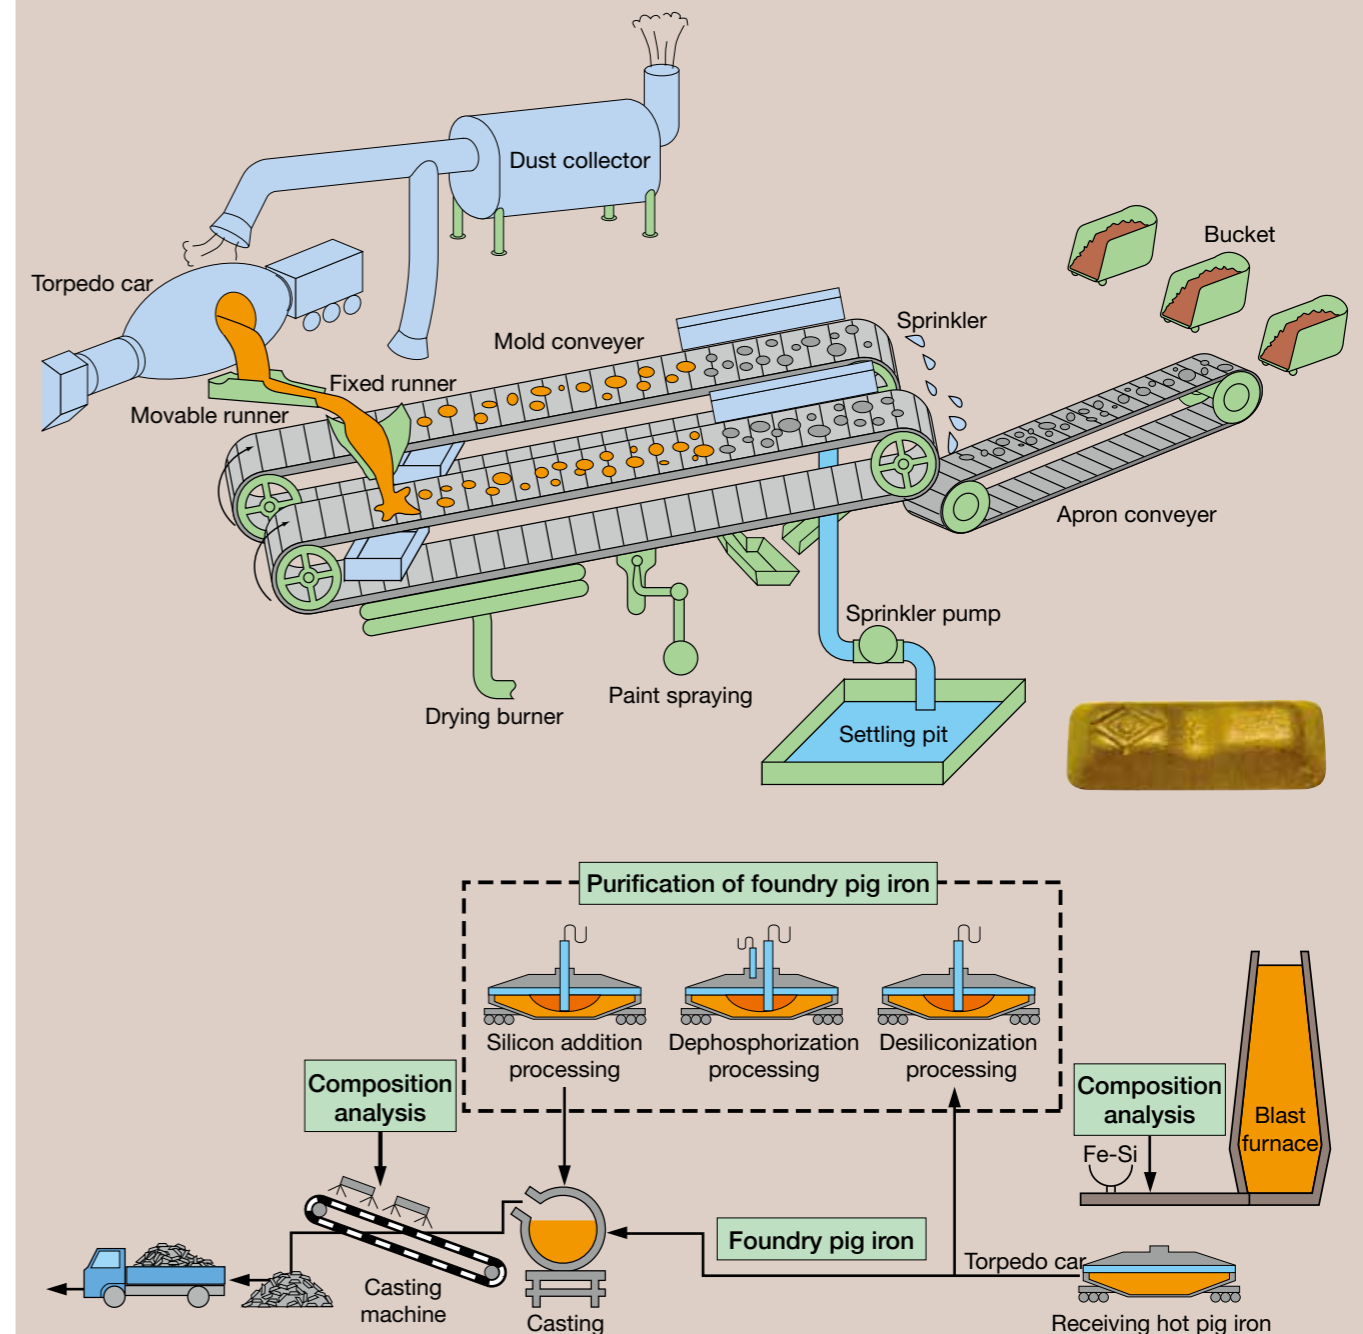 Dust collector
Bucket
Torpedo car
Sprinkler
Mold conveyer
Fixed runner
Movable runner
Apron conveyer
Sprinkler pump
Paint spraying
Drying burner
Settling pit
Purification of foundry pig iron
Silicon addition
processing
Dephosphorization
processing
Desiliconization
processing
Composition
analysis
Composition
analysis
Blast
furnace
Fe-Si
Foundry pig iron
Torpedo car
Casting
machine
Casting
Receiving hot pig iron